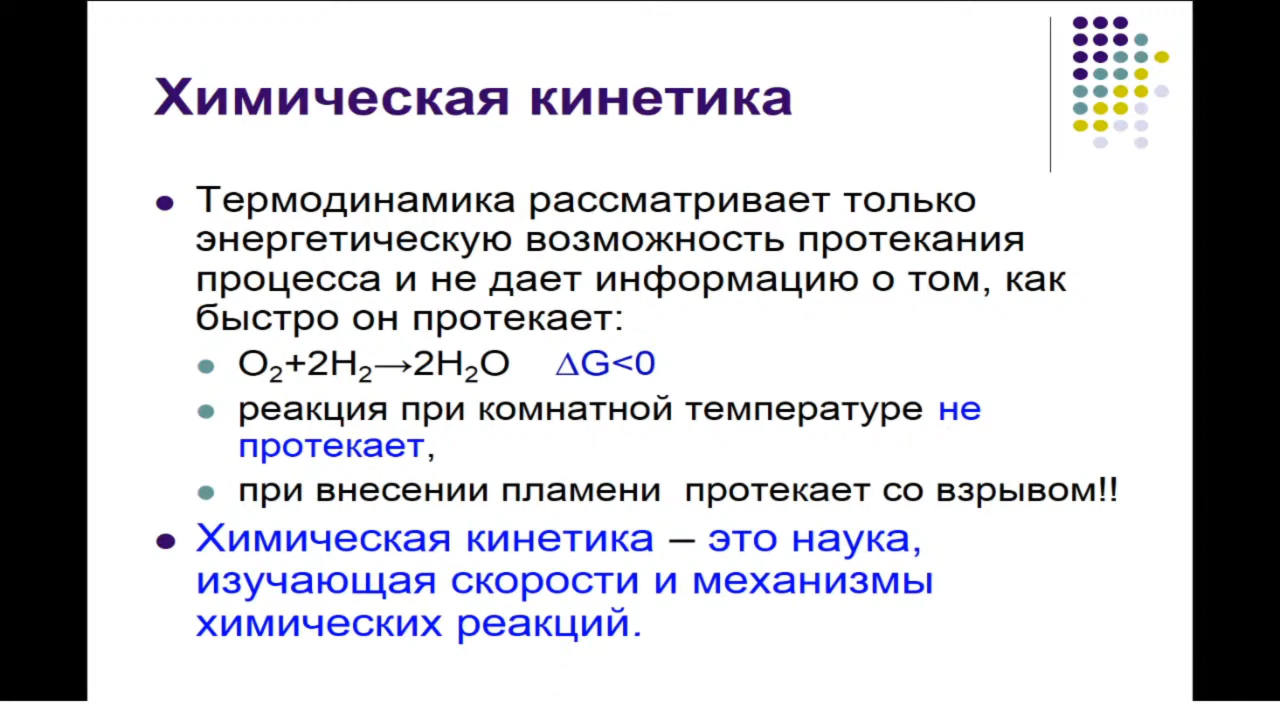 Химическая кинетика
Термодинамика рассматривает только
энергетическую возможность протекания
процесса и не дает информацию о том, как
быстро он протекает:
O₂+2H₂→2H₂O ΔG<0
реакция при комнатной температуре не
протекает,
при внесении пламени протекает со взрывом!!
Химическая кинетика – это наука,
изучающая скорости и механизмы
химических реакций.